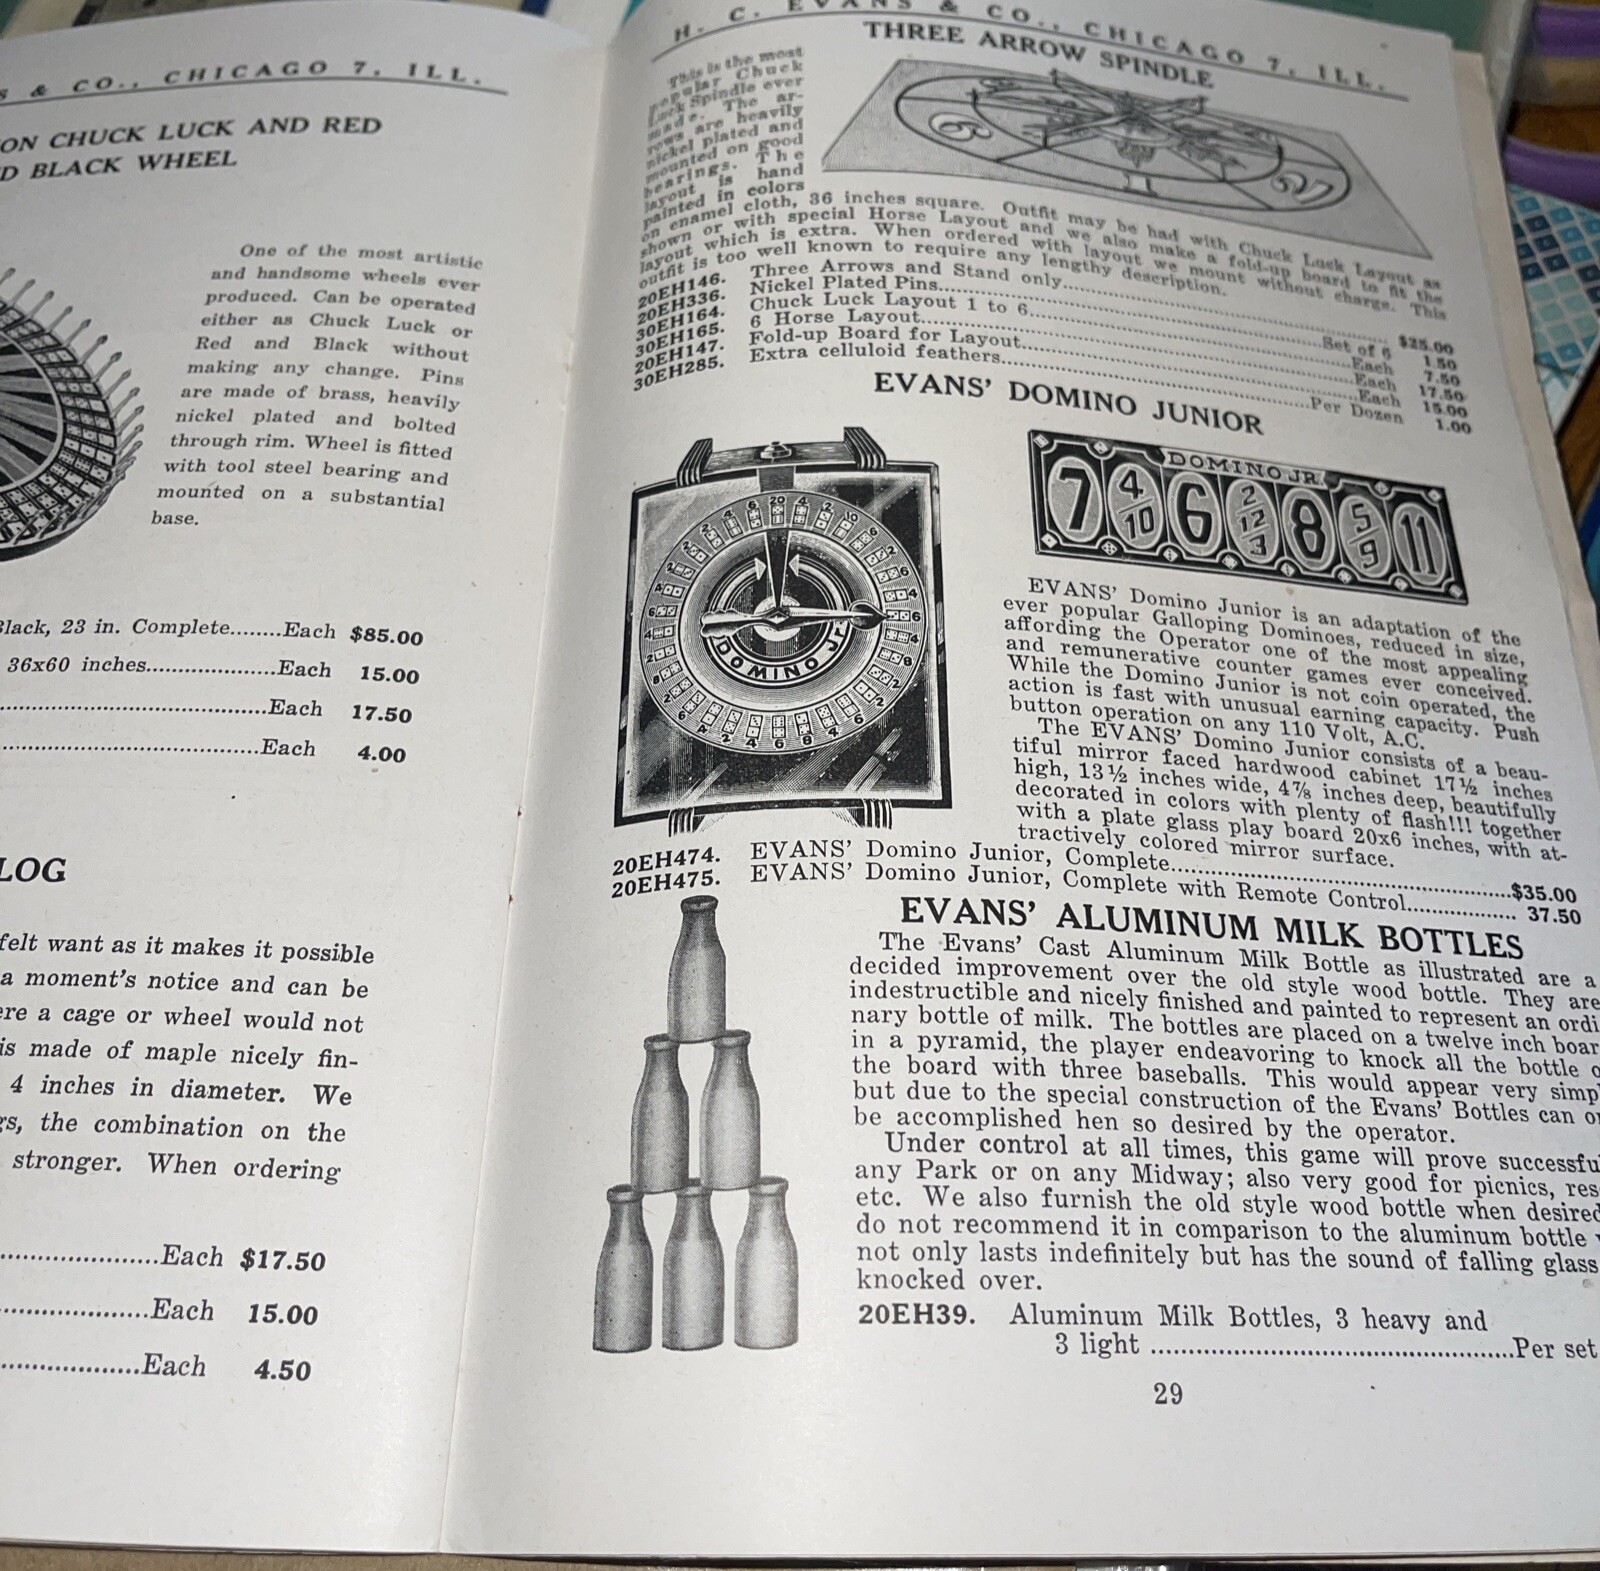 S & CO., CHICAGO 7, ILL.
ON CHUCK LUCK AND RED
D BLACK WHEEL
One of the most artistic
and handsome wheels ever
produced. Can be operated
either as Chuck Luck or
Red and Black without
making any change. Pins
are made of brass, heavily
nickel plated and bolted
through rim. Wheel is fitted
with tool steel bearing and
mounted on a substantial
base.
Black, 23 in. Complete........Each $85.00
36x60 inches....................Each 15.00
....................Each 17.50
....................Each 4.00
LOG
felt want as it makes it possible
a moment's notice and can be
ere a cage or wheel would not
is made of maple nicely fin-
4 inches in diameter. We
gs, the combination on the
stronger. When ordering
....................Each $17.50
....................Each 15.00
....................Each 4.50
H. C. EVANS & CO., CHICAGO 7, ILL.
THREE ARROW SPINDLE
This is the most
popular Chuck
Luck Spindle ever
made. The ar-
rows are heavily
nickel plated and
mounted on good
bearings. The
layout is hand
painted in colors
on enamel cloth, 36 inches square. Outfit may be had with Chuck Luck Layout as
shown or with special Horse Layout and we also make a fold-up board to fit the
layout which is extra. When ordered with layout we mount without charge. This
outfit is too well known to require any lengthy description.
20EH146. Three Arrows and Stand only.................... $25.00
20EH336. Nickel Plated Pins....................Set of 6 1.50
30EH164. Chuck Luck Layout 1 to 6....................Each 7.50
30EH165. 6 Horse Layout....................Each 17.50
20EH147. Fold-up Board for Layout....................Each 15.00
30EH285. Extra celluloid feathers....................Per Dozen 1.00
EVANS' DOMINO JUNIOR
DOMINO JR.
7 4/10 6 2/12/3 8 5/9 11
DOMINO Jr.
EVANS' Domino Junior is an adaptation of the
ever popular Galloping Dominoes, reduced in size,
affording the Operator one of the most appealing
and remunerative counter games ever conceived.
While the Domino Junior is not coin operated, the
action is fast with unusual earning capacity. Push
button operation on any 110 Volt, A.C.
The EVANS' Domino Junior consists of a beau-
tiful mirror faced hardwood cabinet 17½ inches
high, 13½ inches wide, 4⅞ inches deep, beautifully
decorated in colors with plenty of flash!!! together
with a plate glass play board 20x6 inches, with at-
tractively colored mirror surface.
20EH474. EVANS' Domino Junior, Complete....................$35.00
20EH475. EVANS' Domino Junior, Complete with Remote Control.................... 37.50
EVANS' ALUMINUM MILK BOTTLES
The Evans' Cast Aluminum Milk Bottle as illustrated are a
decided improvement over the old style wood bottle. They are
indestructible and nicely finished and painted to represent an ordi
nary bottle of milk. The bottles are placed on a twelve inch boar
in a pyramid, the player endeavoring to knock all the bottle o
the board with three baseballs. This would appear very simp
but due to the special construction of the Evans' Bottles can o
be accomplished hen so desired by the operator.
Under control at all times, this game will prove successfu
any Park or on any Midway; also very good for picnics, res
etc. We also furnish the old style wood bottle when desired
do not recommend it in comparison to the aluminum bottle
not only lasts indefinitely but has the sound of falling glass
knocked over.
20EH39. Aluminum Milk Bottles, 3 heavy and
3 light ....................Per set
29